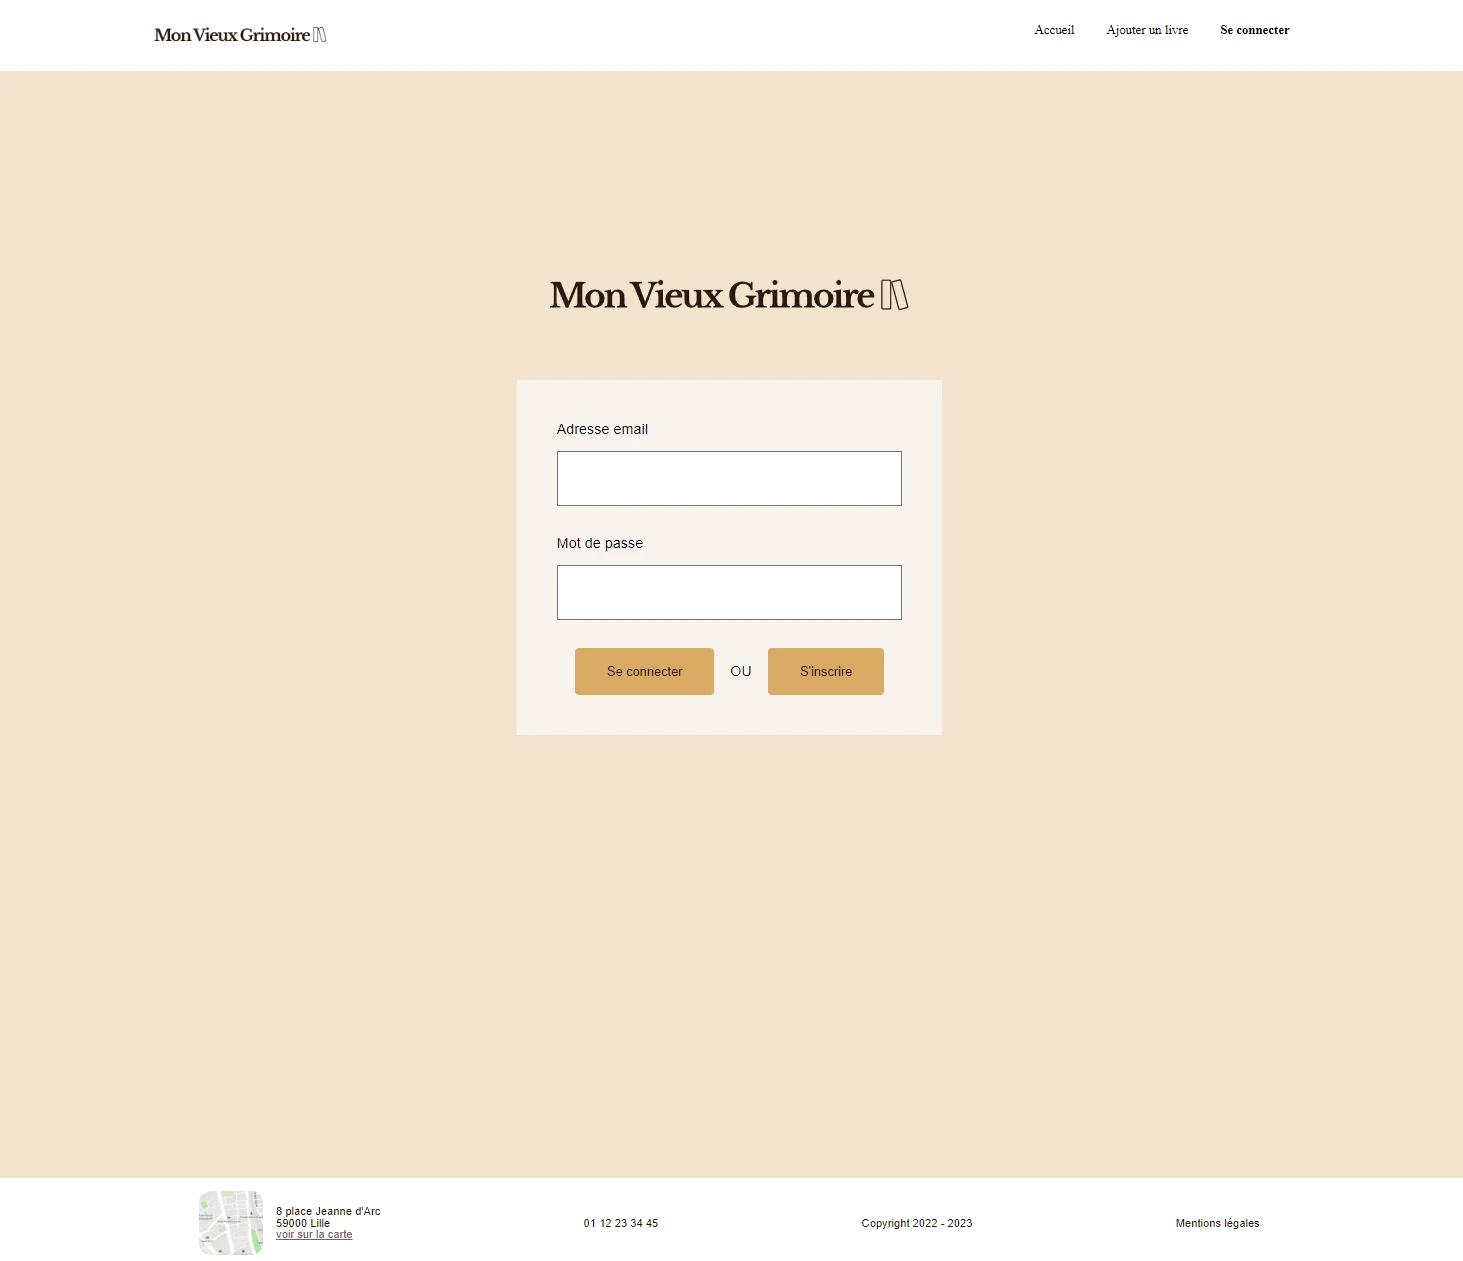 Mon Vieux Grimoire
Accueil
Ajouter un livre
Se connecter
Mon Vieux Grimoire
Adresse email
Mot de passe
Se connecter
OU
S'inscrire
8 place Jeanne d'Arc
59000 Lille
voir sur la carte
01 12 23 34 45
Copyright 2022 - 2023
Mentions légales